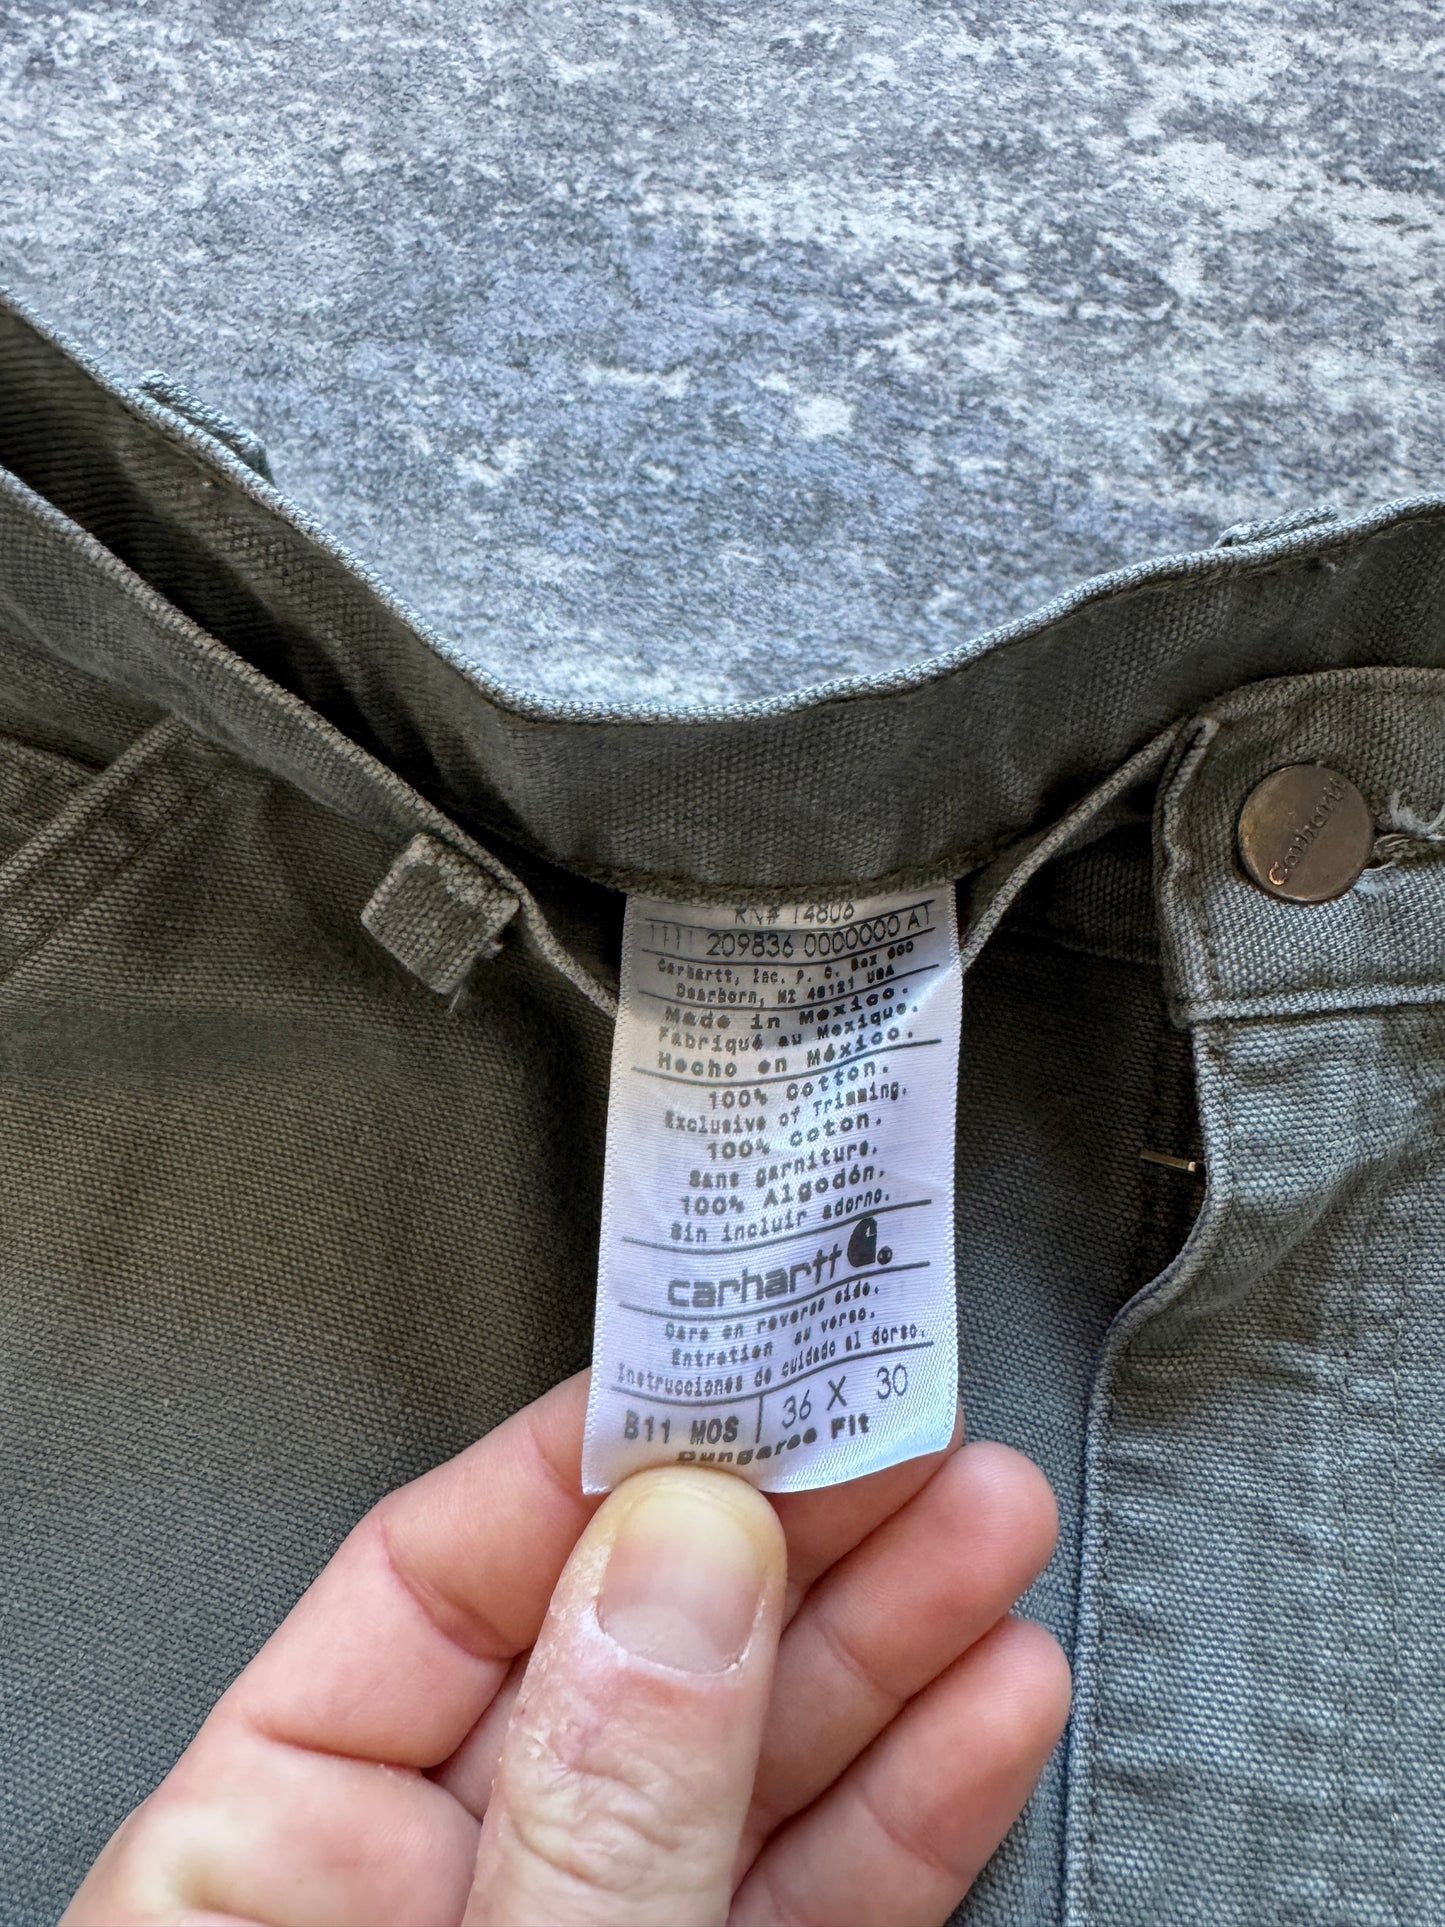 Carhartt
RN# 14806
1111 209836 0000000 A1
Carhartt, Inc. P. O. Box 600
Dearborn, MI 48121 USA
Made in Mexico.
Fabriqué au Mexique.
Hecho en México.
100% Cotton.
Exclusive of Trimming.
100% Coton.
Sans garniture.
100% Algodón.
Sin incluir adorno.
carhartt
Care on reverse side.
Entretien au verso.
Instrucciones de cuidado al dorso.
B11 MOS | 36 X 30
Dungaree Fit